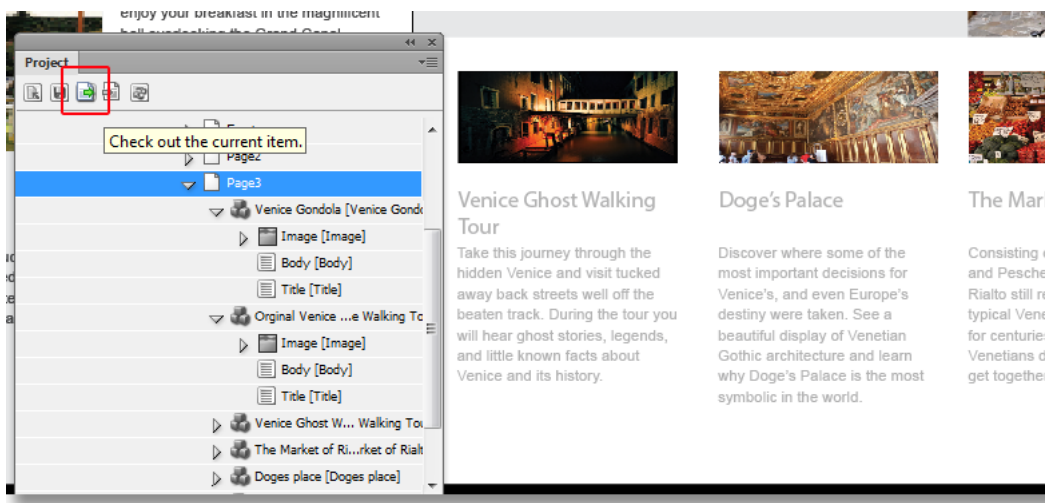 enjoy your breakfast in the magnificent
Project
Check out the current item.
Page2
Page3
Venice Gondola [Venice Gond
Image [Image]
Body [Body]
Title [Title]
Orginal Venice ...e Walking To
Image [Image]
Body [Body]
Title [Title]
Venice Ghost W... Walking Tou
The Market of Ri...rket of Rialt
Doges place [Doges place]
Venice Ghost Walking
Tour
Take this journey through the
hidden Venice and visit tucked
away back streets well off the
beaten track. During the tour you
will hear ghost stories, legends,
and little known facts about
Venice and its history.
Doge's Palace
Discover where some of the
most important decisions for
Venice's, and even Europe's
destiny were taken. See a
beautiful display of Venetian
Gothic architecture and learn
why Doge's Palace is the most
symbolic in the world.
The Mar
Consisting
and Pesche
Rialto still re
typical Vene
for centuries
Venetians d
get together